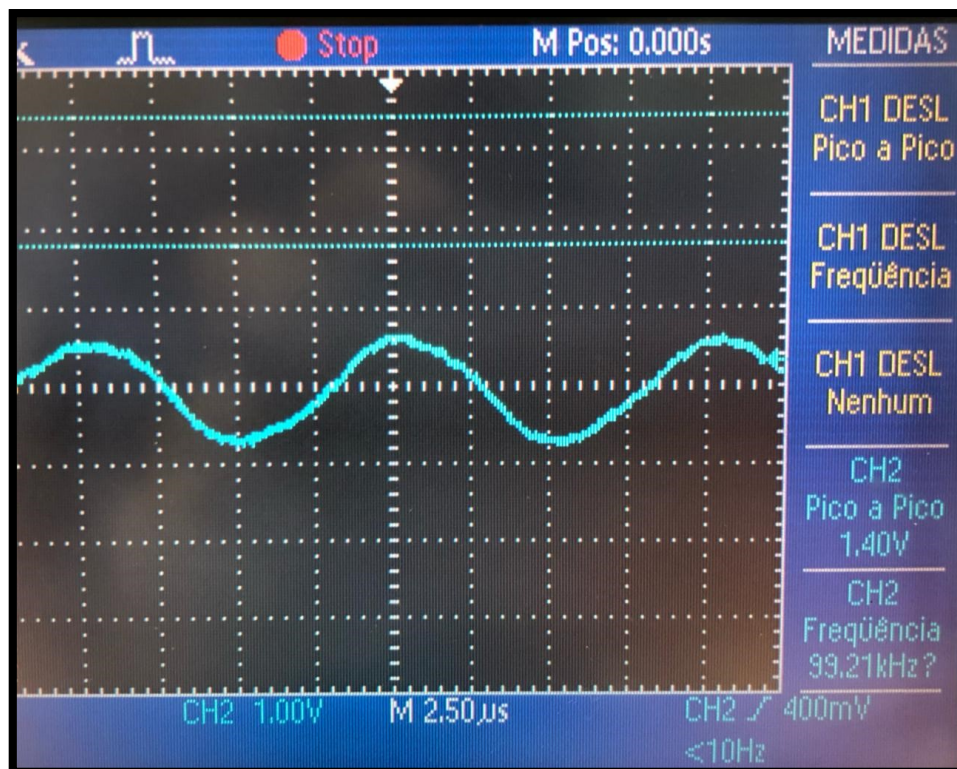 Stop M Pos: 0.000s MEDIDAS
CH1 DESL
Pico a Pico
CH1 DESL
Freqüência
CH1 DESL
Nenhum
CH2
Pico a Pico
1.40V
CH2
Freqüência
99.21kHz?
CH2 1.00V M 2.50µs CH2 400mV
<10Hz